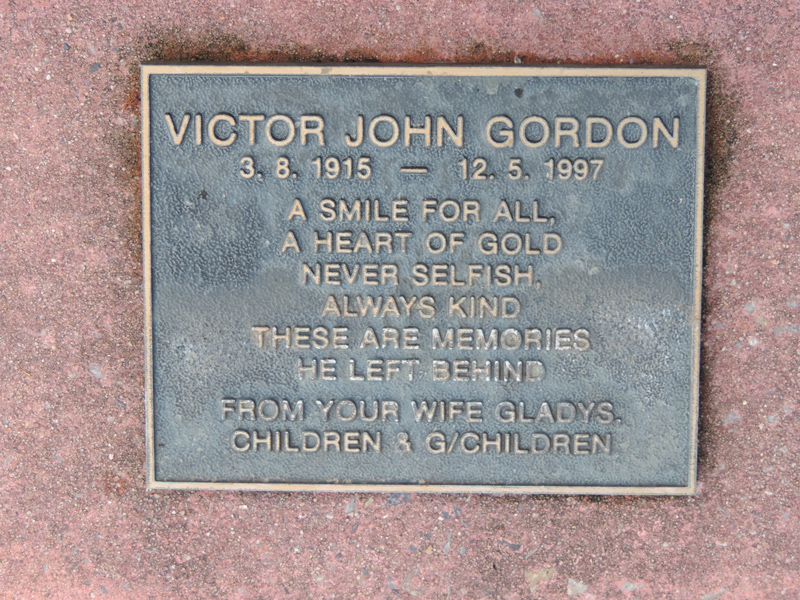 VICTOR JOHN GORDON
3. 8. 1915 — 12. 5. 1997
A SMILE FOR ALL,
A HEART OF GOLD
NEVER SELFISH,
ALWAYS KIND
THESE ARE MEMORIES
HE LEFT BEHIND
FROM YOUR WIFE GLADYS,
CHILDREN & G/CHILDREN